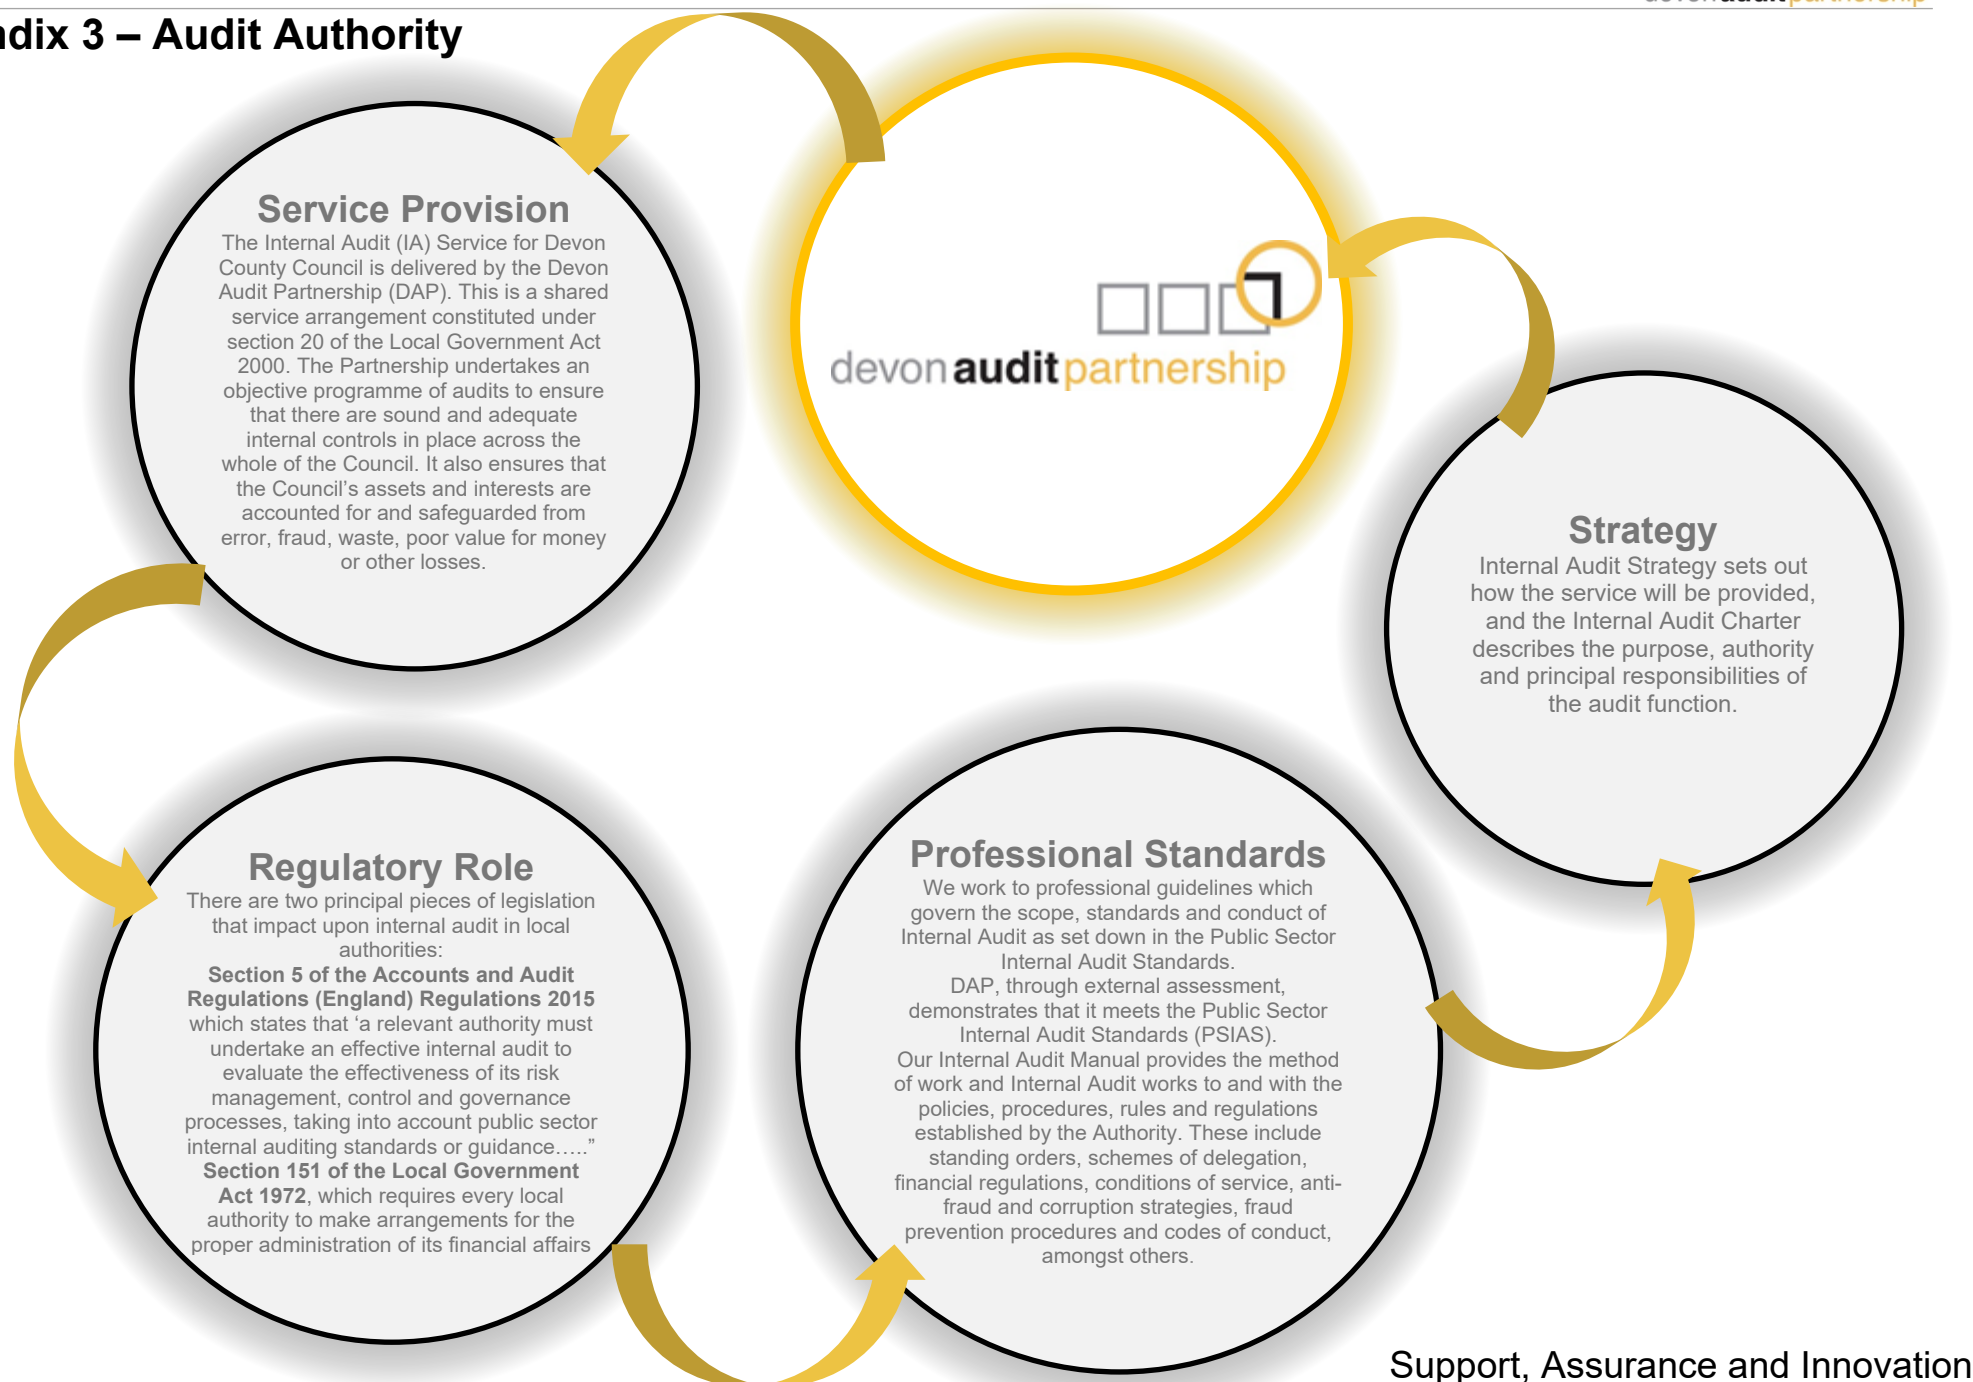 ndix 3 – Audit Authority
Service Provision
The Internal Audit (IA) Service for Devon
County Council is delivered by the Devon
Audit Partnership (DAP). This is a shared
service arrangement constituted under
section 20 of the Local Government Act
2000. The Partnership undertakes an
objective programme of audits to ensure
that there are sound and adequate
internal controls in place across the
whole of the Council. It also ensures that
the Council’s assets and interests are
accounted for and safeguarded from
error, fraud, waste, poor value for money
or other losses.
devonauditpartnership
Regulatory Role
There are two principal pieces of legislation
that impact upon internal audit in local
authorities:
Section 5 of the Accounts and Audit
Regulations (England) Regulations 2015
which states that ‘a relevant authority must
undertake an effective internal audit to
evaluate the effectiveness of its risk
management, control and governance
processes, taking into account public sector
internal auditing standards or guidance…..”
Section 151 of the Local Government
Act 1972, which requires every local
authority to make arrangements for the
proper administration of its financial affairs
Professional Standards
We work to professional guidelines which
govern the scope, standards and conduct of
Internal Audit as set down in the Public Sector
Internal Audit Standards.
DAP, through external assessment,
demonstrates that it meets the Public Sector
Internal Audit Standards (PSIAS).
Our Internal Audit Manual provides the method
of work and Internal Audit works to and with the
policies, procedures, rules and regulations
established by the Authority. These include
standing orders, schemes of delegation,
financial regulations, conditions of service, anti-
fraud and corruption strategies, fraud
prevention procedures and codes of conduct,
amongst others.
Strategy
Internal Audit Strategy sets out
how the service will be provided,
and the Internal Audit Charter
describes the purpose, authority
and principal responsibilities of
the audit function.
Support, Assurance and Innovation